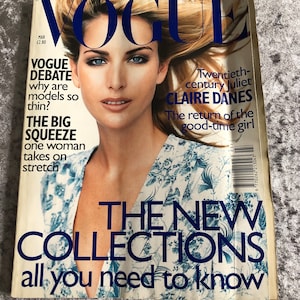 VOGUE
MAR
VOGUE
DEBATE
why are
models so
thin?
THE BIG
SQUEEZE
one woman
takes on
stretch
Twentieth-
century Juliet
CLAIRE DANES
The return of the
good-time girl
THE NEW
COLLECTIONS
all you need to know